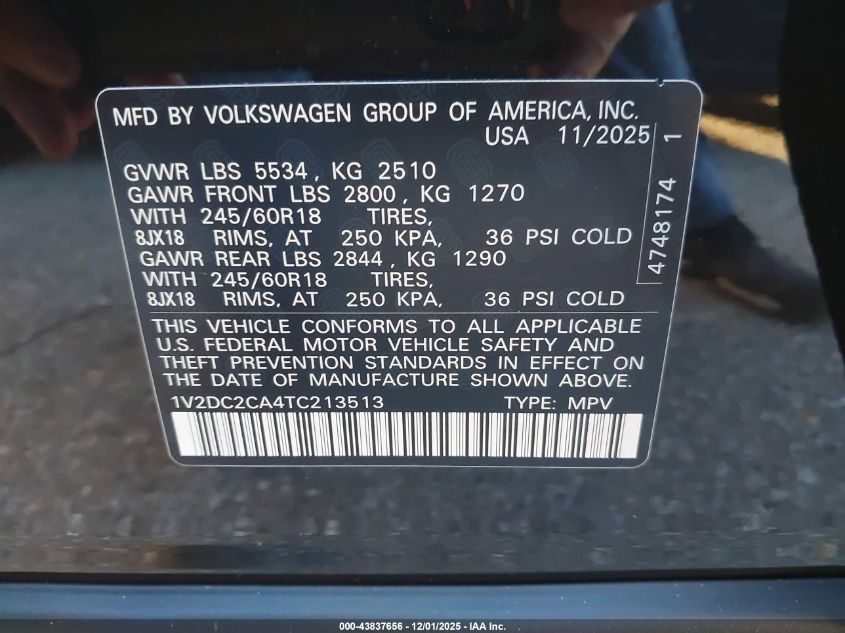 MFD BY VOLKSWAGEN GROUP OF AMERICA, INC.
USA 11/2025
GVWR LBS 5534, KG 2510
GAWR FRONT LBS 2800, KG 1270
WITH 245/60R18 TIRES,
8JX18 RIMS, AT 250 KPA, 36 PSI COLD
GAWR REAR LBS 2844, KG 1290
WITH 245/60R18 TIRES,
8JX18 RIMS, AT 250 KPA, 36 PSI COLD
4748174 1
THIS VEHICLE CONFORMS TO ALL APPLICABLE
U.S. FEDERAL MOTOR VEHICLE SAFETY AND
THEFT PREVENTION STANDARDS IN EFFECT ON
THE DATE OF MANUFACTURE SHOWN ABOVE.
1V2DC2CA4TC213513 TYPE: MPV
000-43837656 - 12/01/2025 - IAA Inc.